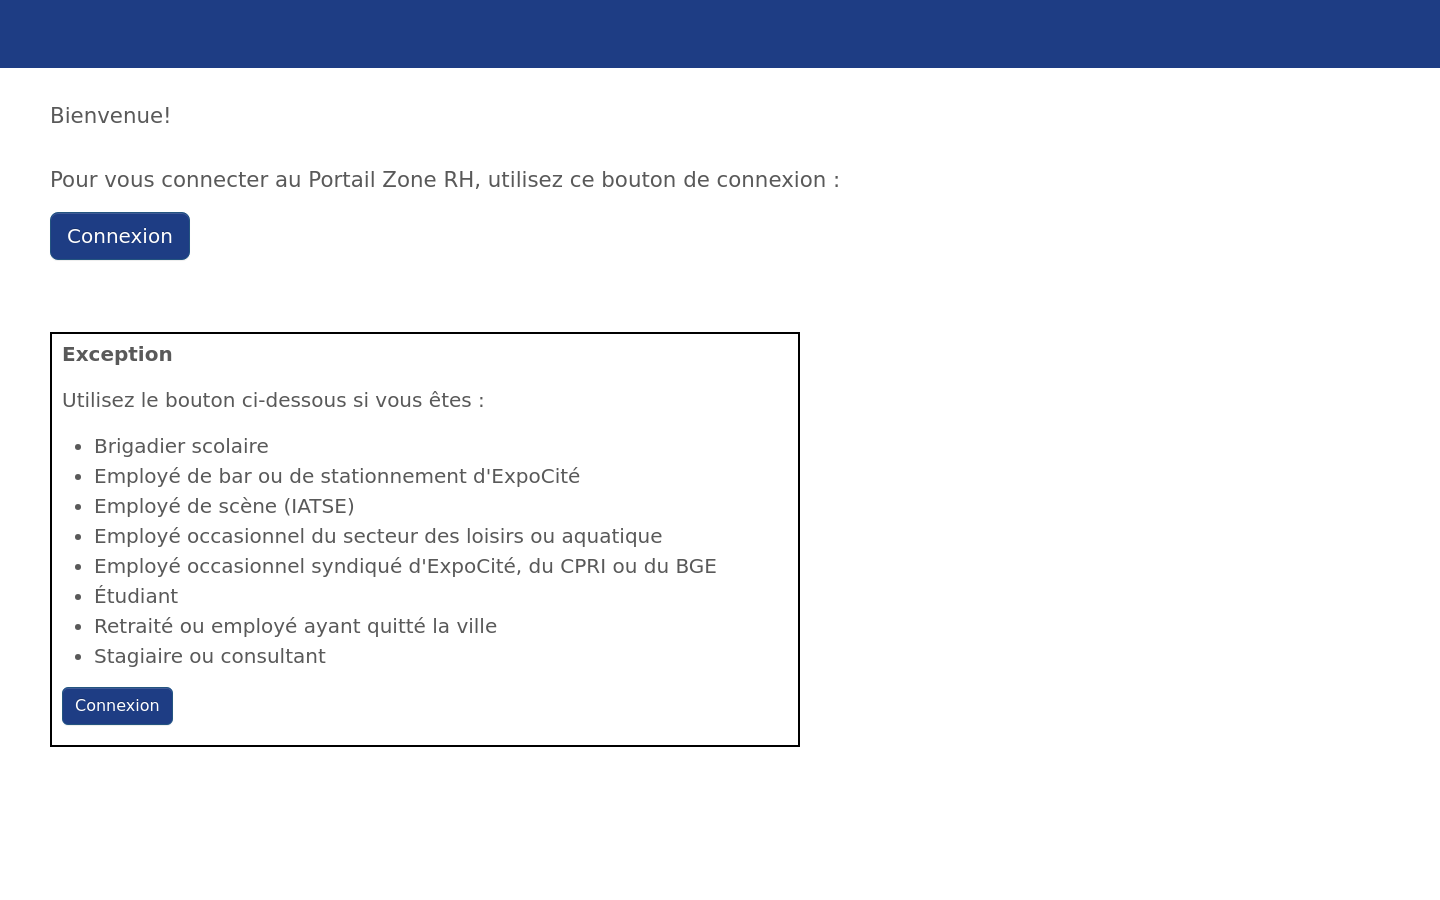 Bienvenue!
Pour vous connecter au Portail Zone RH, utilisez ce bouton de connexion :
Connexion
Exception
Utilisez le bouton ci-dessous si vous êtes :
• Brigadier scolaire
• Employé de bar ou de stationnement d'ExpoCité
• Employé de scène (IATSE)
• Employé occasionnel du secteur des loisirs ou aquatique
• Employé occasionnel syndiqué d'ExpoCité, du CPRI ou du BGE
• Étudiant
• Retraité ou employé ayant quitté la ville
• Stagiaire ou consultant
Connexion